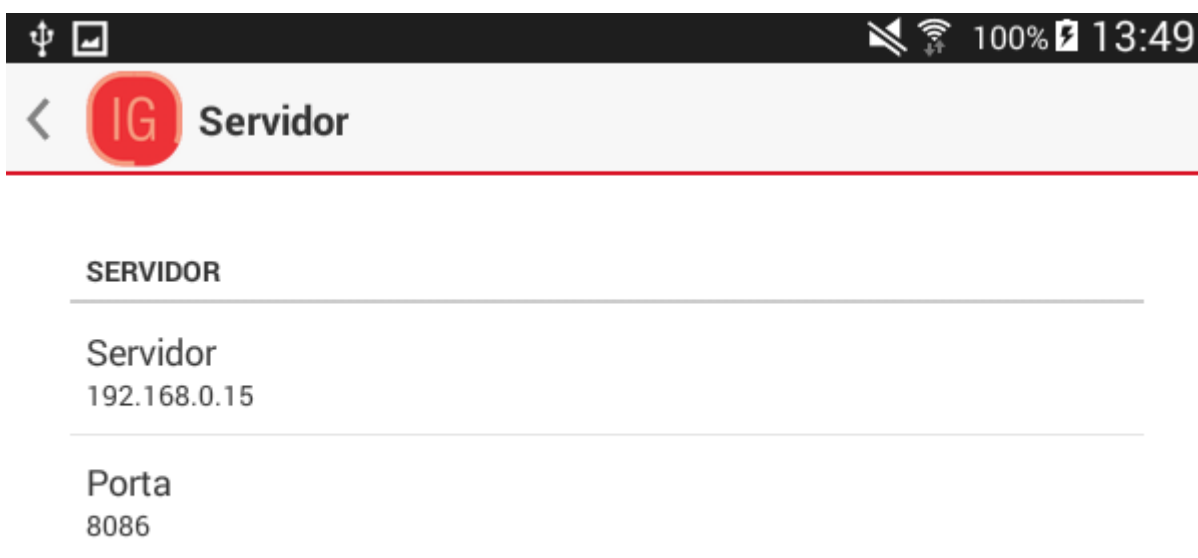 100% 13:49
IG Servidor
SERVIDOR
Servidor
192.168.0.15
Porta
8086